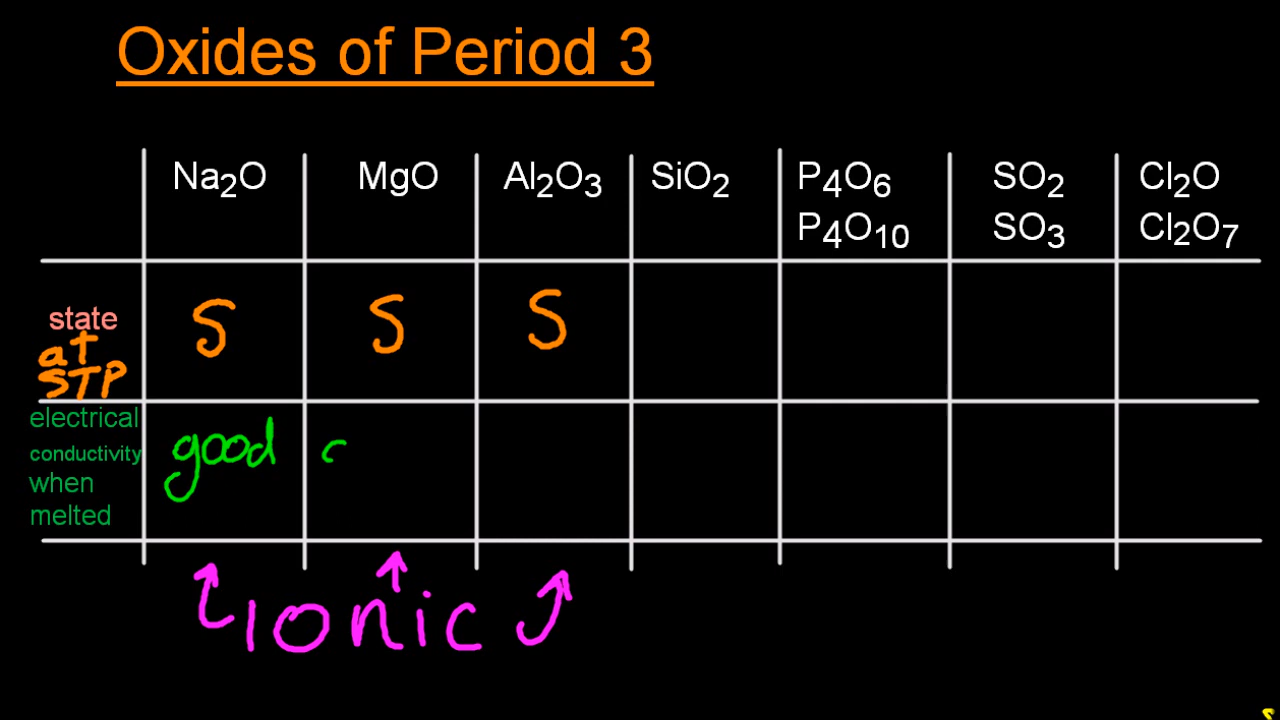 Oxides of Period 3
Na₂O MgO Al₂O₃ SiO₂ P₄O₆ SO₂ Cl₂O
P₄O₁₀ SO₃ Cl₂O₇
state S S S
at
STP
electrical
conductivity good
when
melted
ionic